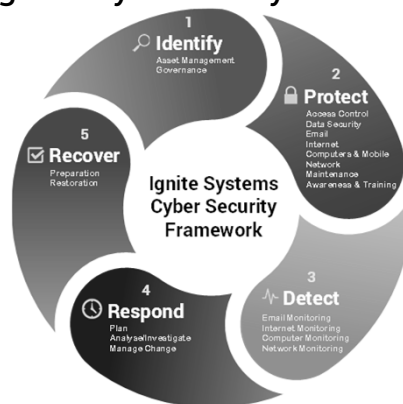 1
Identify
Asset Management
Governance
2
Protect
Access Control
Data Security
Email
Internet
Computers & Mobile
Network
Maintenance
Awareness & Training
3
Detect
Email Monitoring
Internet Monitoring
Computer Monitoring
Network Monitoring
4
Respond
Plan
Analyse/Investigate
Manage Change
5
Recover
Preparation
Restoration
Ignite Systems
Cyber Security
Framework